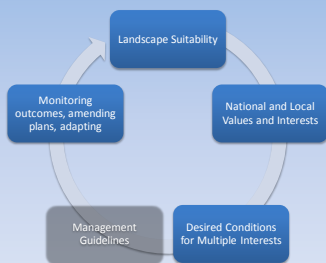 Landscape Suitability
National and Local
Values and Interests
Desired Conditions
for Multiple Interests
Management
Guidelines
Monitoring
outcomes, amending
plans, adapting